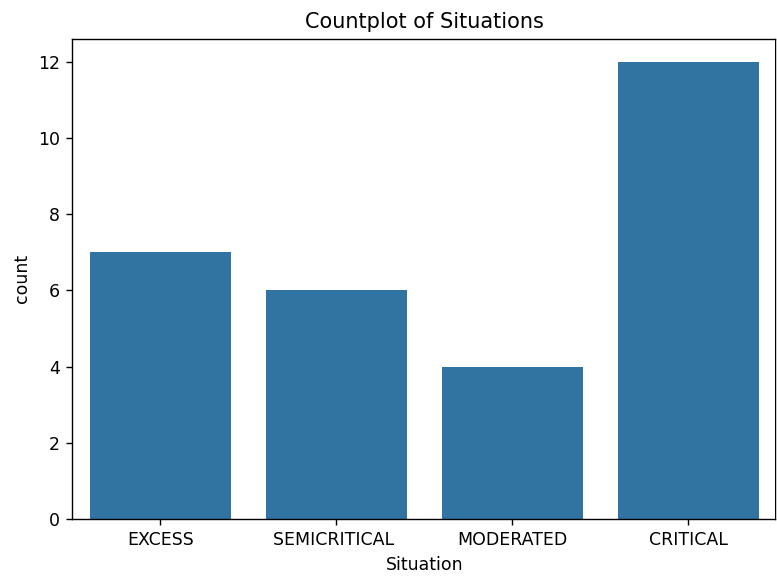 Countplot of Situations
count
12
10
8
6
4
2
0
EXCESS SEMICRITICAL MODERATED CRITICAL
Situation